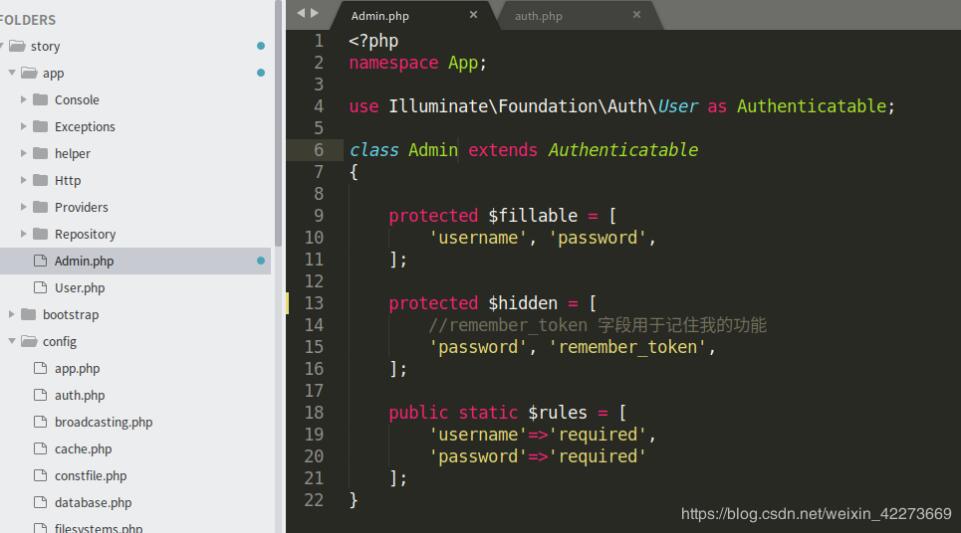 FOLDERS
story
app
Console
Exceptions
helper
Http
Providers
Repository
Admin.php
User.php
bootstrap
config
app.php
auth.php
broadcasting.php
cache.php
constfile.php
database.php
filesystems.php
Admin.php × auth.php ×
1 <?php
2 namespace App;
3
4 use Illuminate\Foundation\Auth\User as Authenticatable;
5
6 class Admin extends Authenticatable
7 {
8
9 protected $fillable = [
10 'username', 'password',
11 ];
12
13 protected $hidden = [
14 //remember_token 字段用于记住我的功能
15 'password', 'remember_token',
16 ];
17
18 public static $rules = [
19 'username'=>'required',
20 'password'=>'required'
21 ];
22 }
https://blog.csdn.net/weixin_42273669